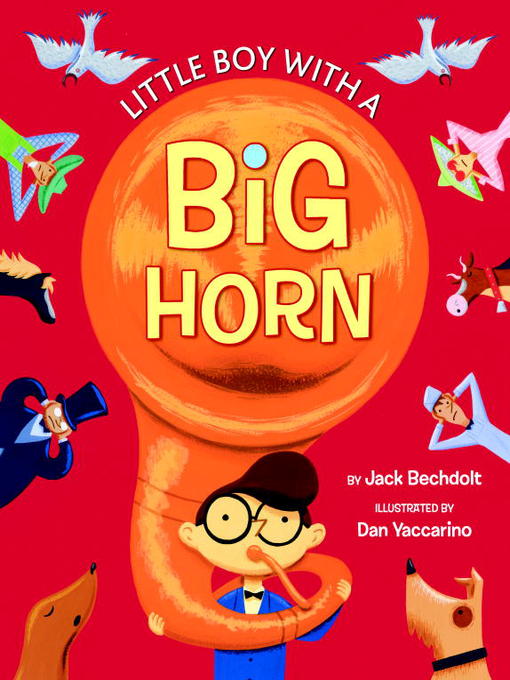 LITTLE BOY WITH A
BiG
HORN
BY Jack Bechdolt
ILLUSTRATED BY
Dan Yaccarino